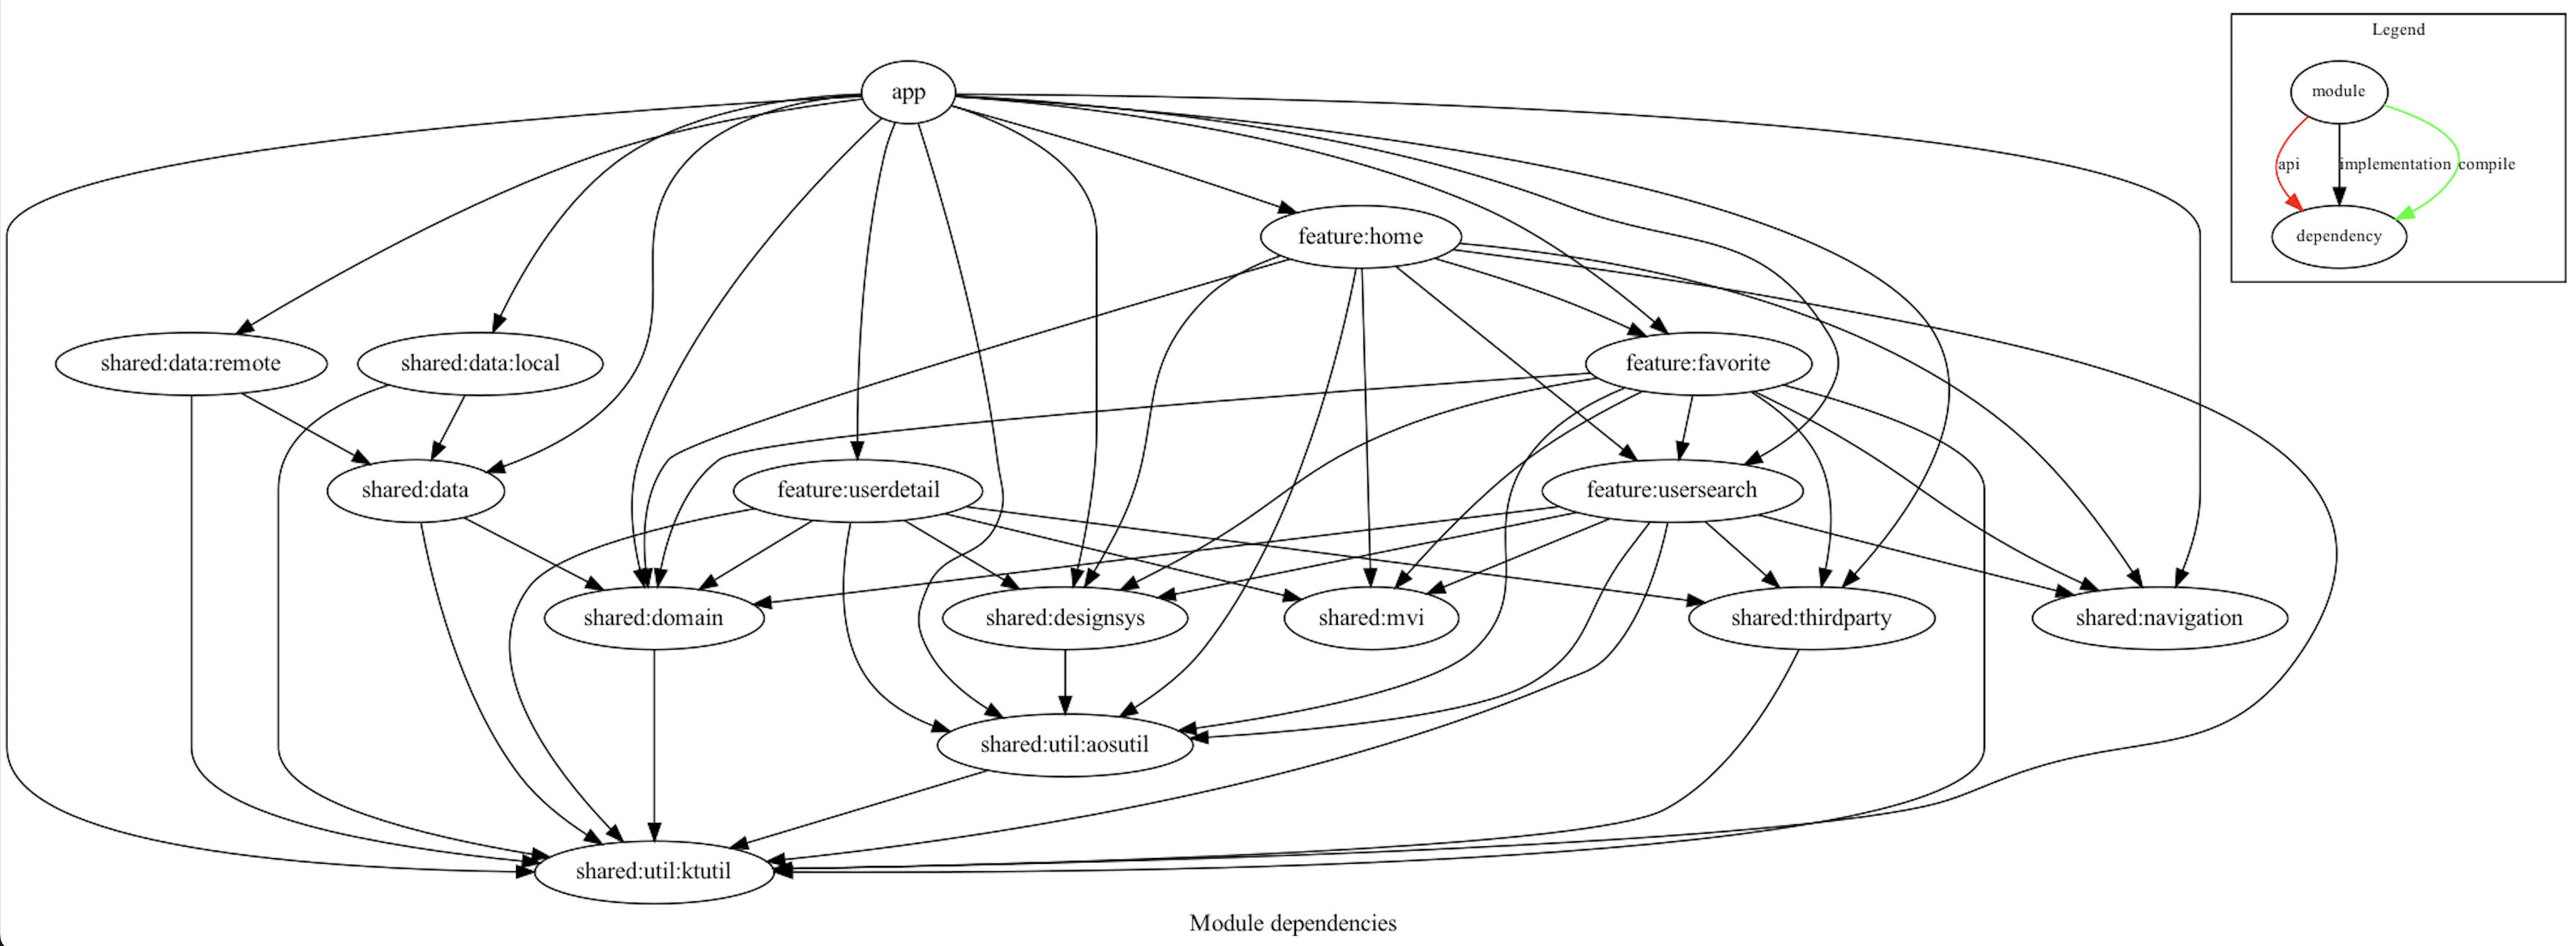 Legend
app
module
api
implementation
compile
feature:home
dependency
shared:data:remote
shared:data:local
feature:favorite
shared:data
feature:userdetail
feature:usersearch
shared:domain
shared:designsys
shared:mvi
shared:thirdparty
shared:navigation
shared:util:aosutil
shared:util:ktutil
Module dependencies